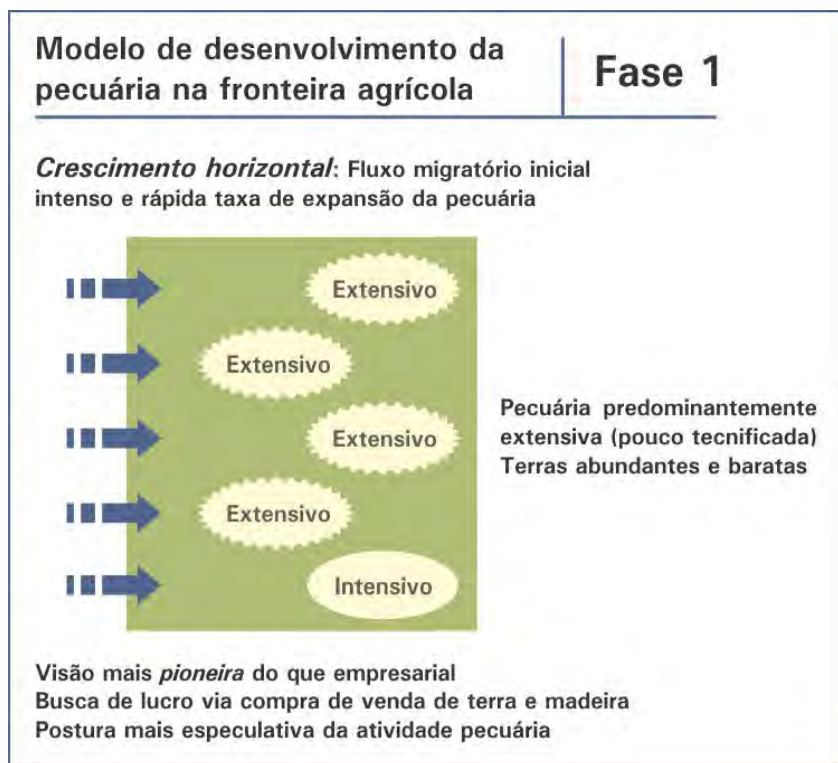 Modelo de desenvolvimento da
pecuária na fronteira agrícola
Fase 1
Crescimento horizontal: Fluxo migratório inicial
intenso e rápida taxa de expansão da pecuária
Extensivo
Extensivo
Extensivo
Extensivo
Intensivo
Pecuária predominantemente
extensiva (pouco tecnificada)
Terras abundantes e baratas
Visão mais pioneira do que empresarial
Busca de lucro via compra de venda de terra e madeira
Postura mais especulativa da atividade pecuária